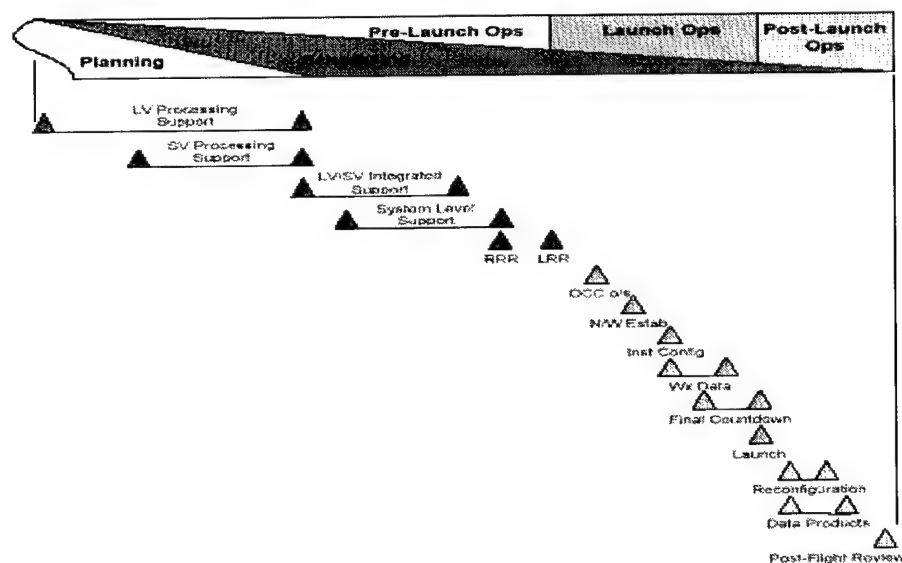 Pre-Launch Ops
Launch Ops
Post-Launch
Ops
Planning
LV Processing
Support
SV Processing
Support
LV/SV Integrated
Support
System Level
Support
RRR
LRR
OCC o/s
N/W Estab
Inst Config
Wx Data
Final Countdown
Launch
Reconfiguration
Data Products
Post-Flight Review